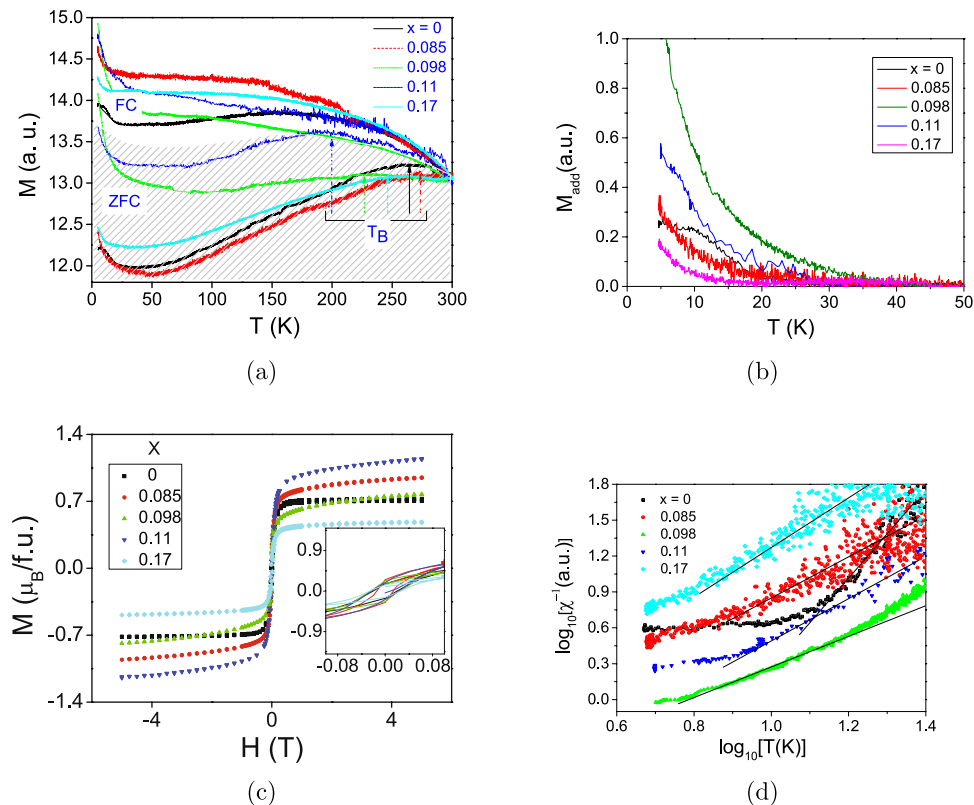 15.0
14.5
14.0
13.5
13.0
12.5
12.0
M (a. u.)
FC
ZFC
T_B
x = 0
0.085
0.098
0.11
0.17
0 50 100 150 200 250 300
T (K)
(a)
1.0
0.8
0.6
0.4
0.2
0.0
M_add(a.u.)
x = 0
0.085
0.098
0.11
0.17
0 10 20 30 40 50
T (K)
(b)
1.4
0.7
0.0
-0.7
-1.4
M (μ_B/f.u.)
X
0
0.085
0.098
0.11
0.17
0.9
0.0
-0.9
-0.08 0.00 0.08
-4 0 4
H (T)
(c)
1.8
1.5
1.2
0.9
0.6
0.3
0.0
log₁₀[χ⁻¹(a.u.)]
x = 0
0.085
0.098
0.11
0.17
0.6 0.8 1.0 1.2 1.4
log₁₀[T(K)]
(d)